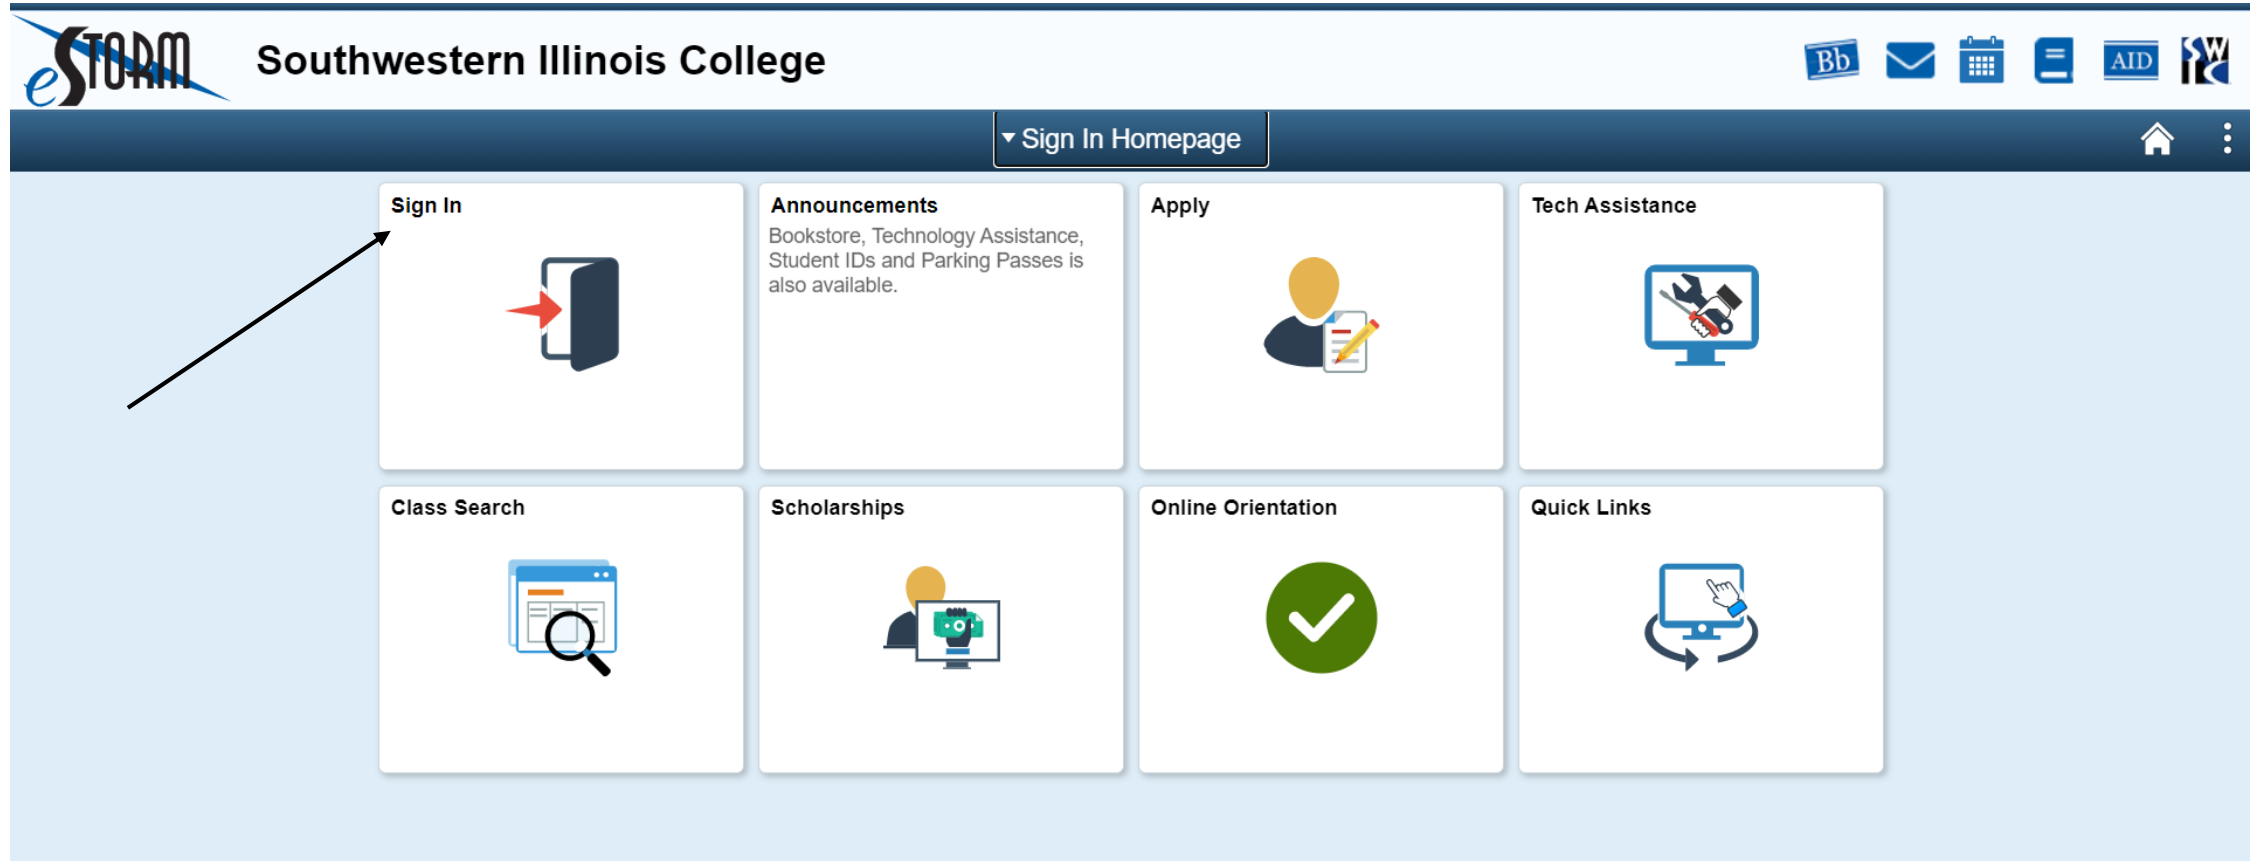 eSTORM
Southwestern Illinois College
Bb
AID
SWIC
Sign In Homepage
Sign In
Announcements
Bookstore, Technology Assistance,
Student IDs and Parking Passes is
also available.
Apply
Tech Assistance
Class Search
Scholarships
Online Orientation
Quick Links